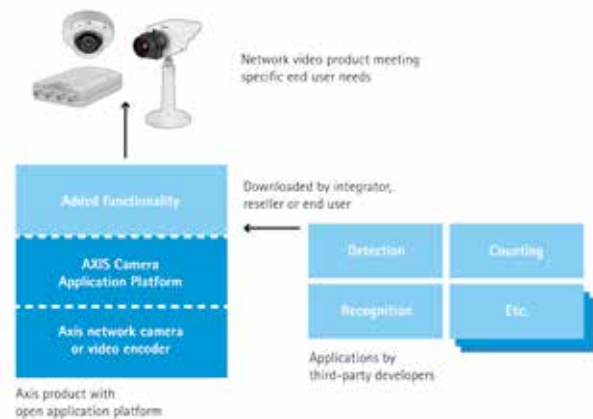 Network video product meeting
specific end user needs
Downloaded by integrator,
reseller or end user
Added functionality
AXIS Camera
Application Platform
Axis network camera
or video encoder
Detection
Counting
Recognition
Etc.
Applications by
third-party developers
Axis product with
open application platform